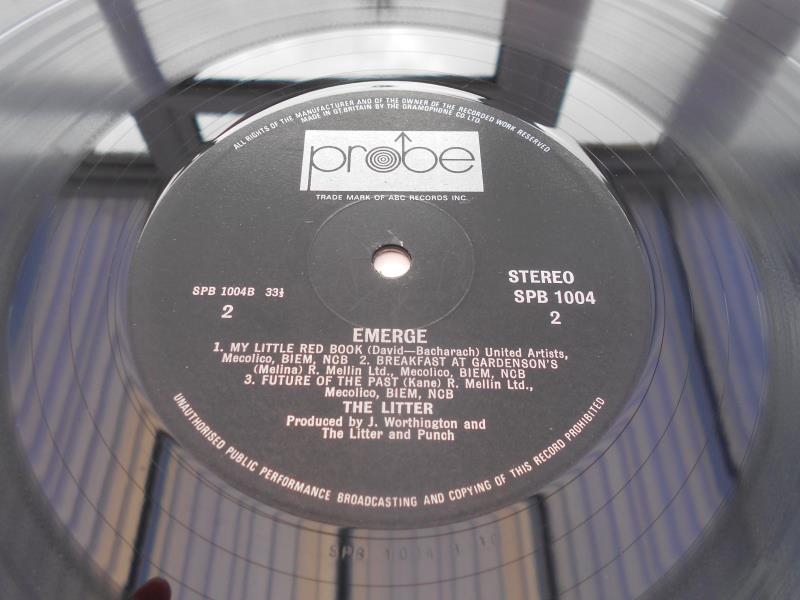 ALL RIGHTS OF THE MANUFACTURER AND OF THE OWNER OF THE RECORDED WORK RESERVED
MADE IN GT. BRITAIN BY THE GRAMOPHONE CO LTD.
probe
TRADE MARK OF ABC RECORDS INC.
SPB 1004B 33⅓
2
STEREO
SPB 1004
2
EMERGE
1. MY LITTLE RED BOOK (David—Bacharach) United Artists,
Mecolico, BIEM, NCB 2. BREAKFAST AT GARDENSON'S
(Melina) R. Mellin Ltd., Mecolico, BIEM, NCB
3. FUTURE OF THE PAST (Kane) R. Mellin Ltd.,
Mecolico, BIEM, NCB
THE LITTER
Produced by J. Worthington and
The Litter and Punch
UNAUTHORISED PUBLIC PERFORMANCE BROADCASTING AND COPYING OF THIS RECORD PROHIBITED
SPB